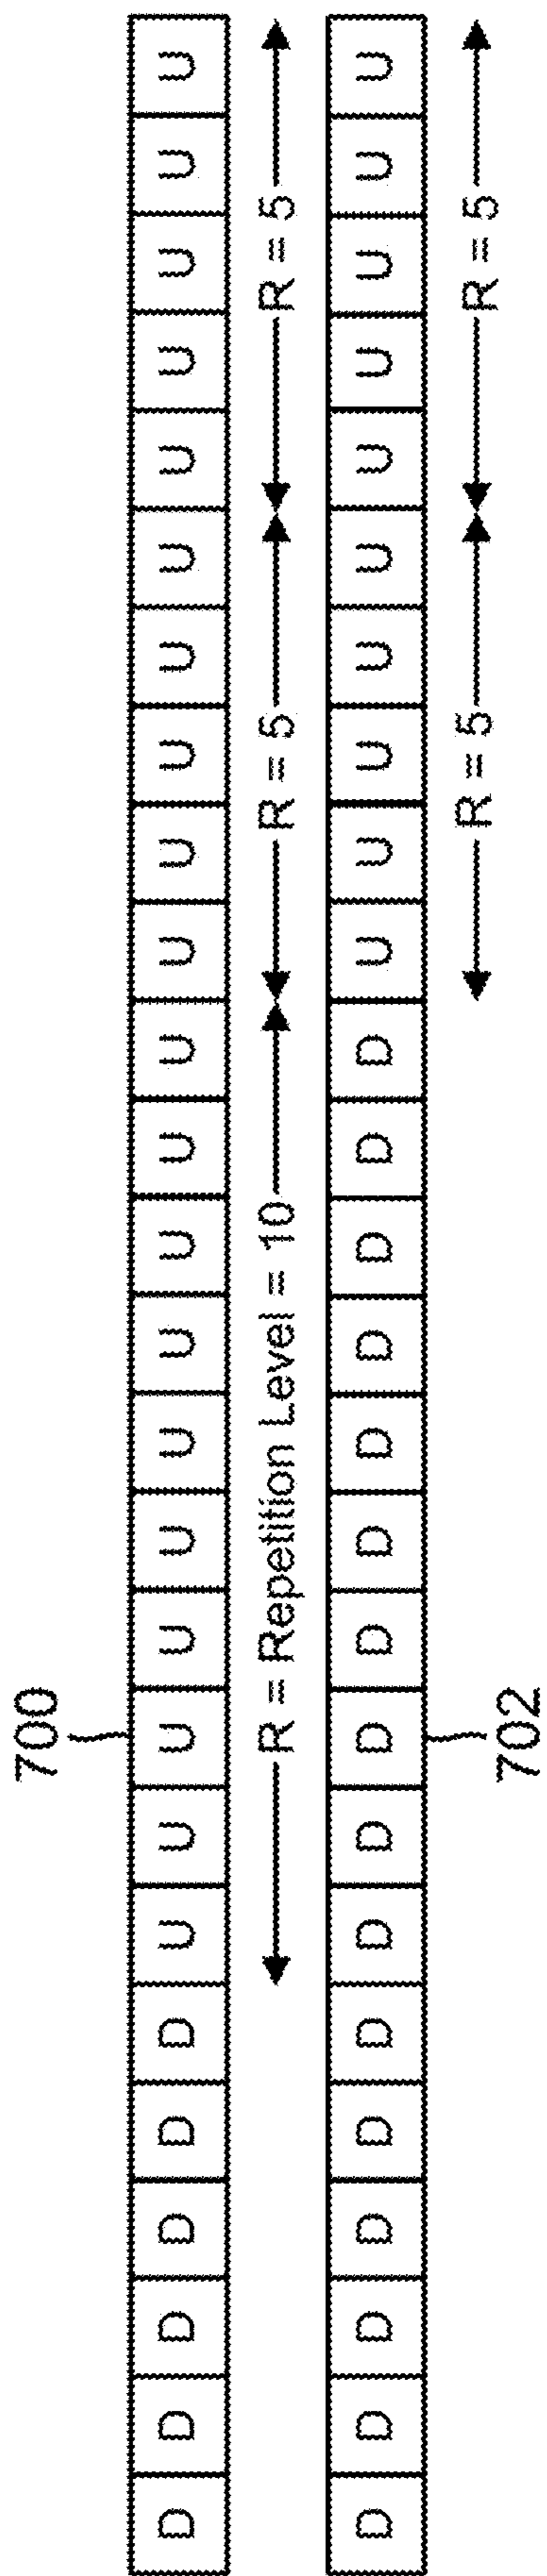 700
D D D D D D U U U U U U U U U U U U U U U U U U U U
R = Repetition Level = 10 R = 5 R = 5
D D D D D D D D D D D D D D D D U U U U U U U U U U
R = 5 R = 5
702